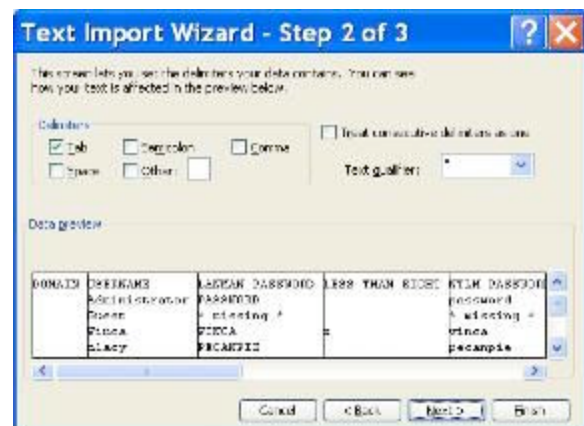 Text Import Wizard - Step 2 of 3
This screen lets you set the delimiters your data contains. You can see
how your text is affected in the preview below.
Delimiters
Tab Semicolon Comma
Space Other:
Treat consecutive delimiters as one
Text qualifier: "
Data preview
DOMAIN USERNAME LANMAN PASSWORD LESS THAN EIGHT NTLM PASSWOR
Administrator PASSWORD password
Guest * missing * * missing *
Vinca VINCA x vinca
nlacy PECANPIE pecanpie
Cancel < Back Next > Finish